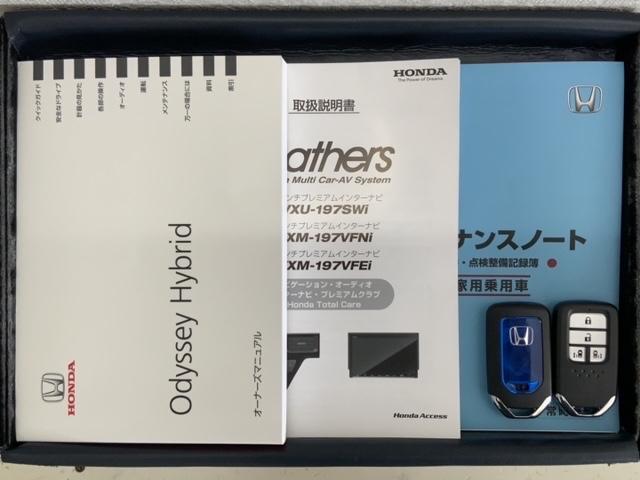 クイックガイド
安全なドライブ
計器の見かた
各部の操作
オーディオ
運転
メンテナンス
万一の場合には
資料
索引
Odyssey Hybrid
オーナーズマニュアル
HONDA
HONDA
The Power of Dreams
取扱説明書
athers
e Multi Car-AV System
ンチプレミアムインターナビ
VXU-197SWi
ンチプレミアムインターナビ
XM-197VFNi
ンチプレミアムインターナビ
XM-197VFEi
ビゲーション・オーディオ
ターナビ・プレミアムクラブ
Honda Total Care
Honda Access
ナンスノート
・点検整備記録簿
家用乗用車